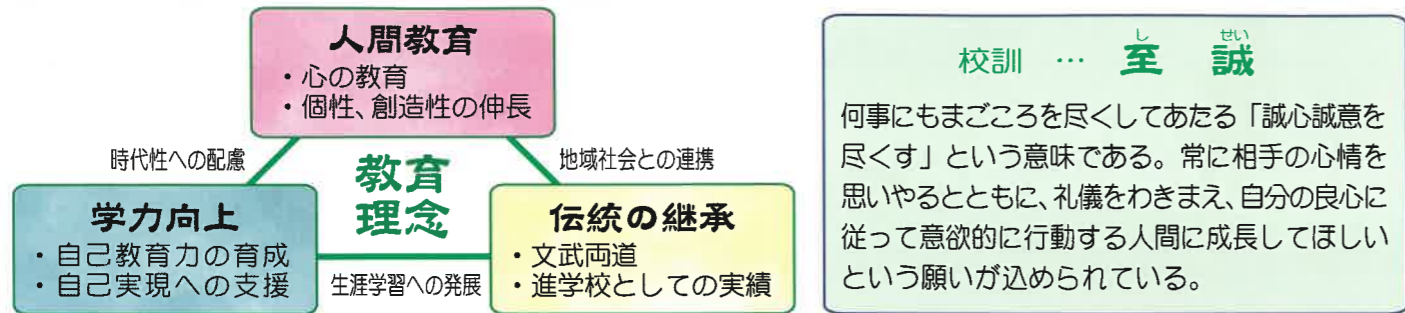 人間教育
・心の教育
・個性、創造性の伸長
時代性への配慮
地域社会との連携
教育
理念
学力向上
・自己教育力の育成
・自己実現への支援
生涯学習への発展
伝統の継承
・文武両道
・進学校としての実績
し せい
校訓 … 至 誠
何事にもまごころを尽くしてあたる「誠心誠意を
尽くす」という意味である。常に相手の心情を
思いやるとともに、礼儀をわきまえ、自分の良心に
従って意欲的に行動する人間に成長してほしい
という願いが込められている。